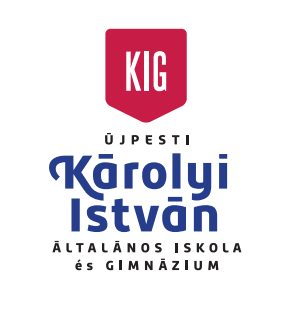 KIG
ÚJPESTI
Károlyi
István
ÁLTALÁNOS ISKOLA
és GIMNÁZIUM